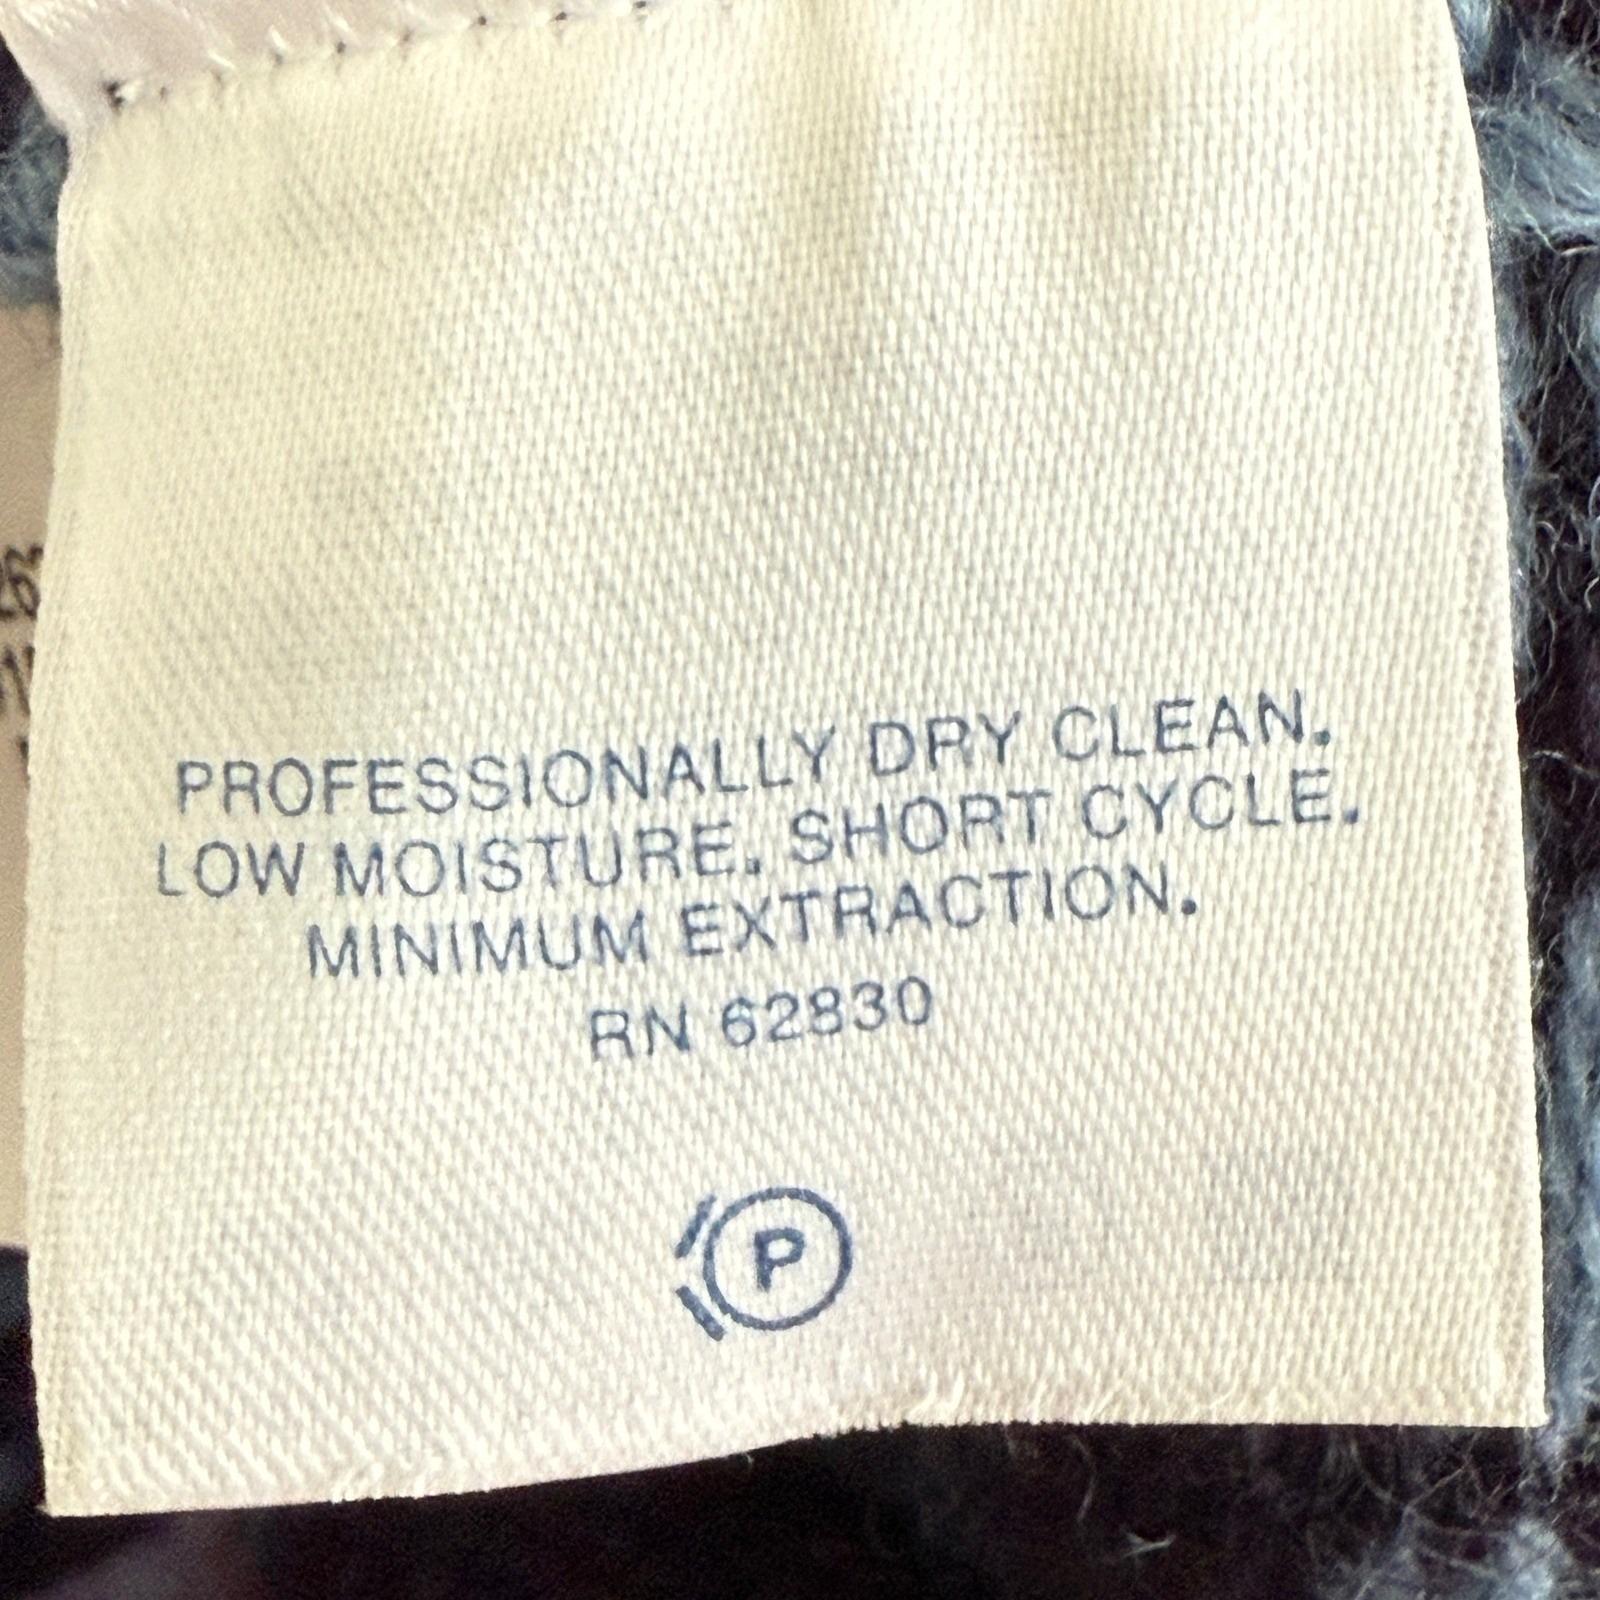 PROFESSIONALLY DRY CLEAN.
LOW MOISTURE. SHORT CYCLE.
MINIMUM EXTRACTION.
RN 62830
P